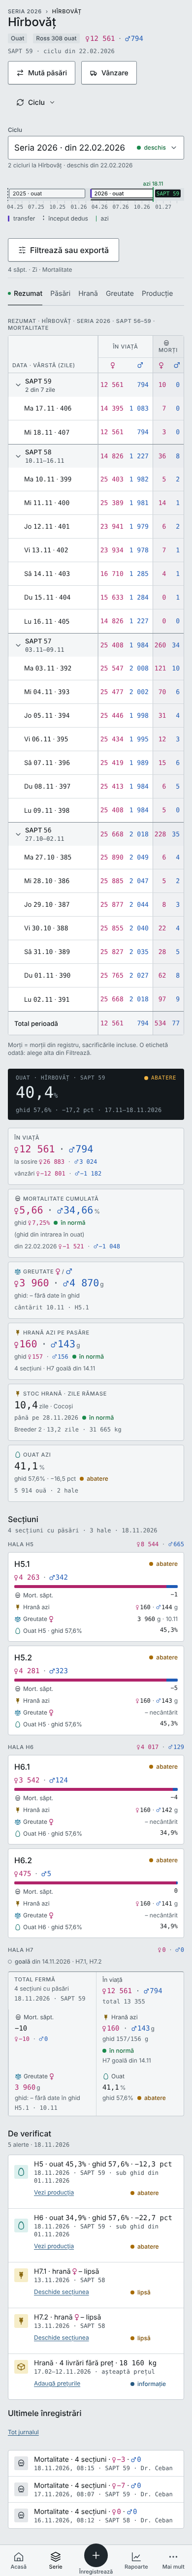 SERIA 2026 › HÎRBOVĂȚ
Hîrbovăț
Ouat Ross 308 ouat ♀12 561 · ♂794
SAPT 59 · ciclu din 22.02.2026
Mută păsări
Vânzare
Ciclu
Ciclu
Seria 2026 · din 22.02.2026 deschis
2 cicluri la Hîrbovăț · deschis din 22.02.2026
azi 18.11
2025 · ouat 2026 · ouat SAPT 59
04.25 07.25 10.25 01.26 04.26 07.26 10.26 01.27
transfer început dedus azi
Filtrează sau exportă
4 săpt. · Zi · Mortalitate
Rezumat Păsări Hrană Greutate Producție
REZUMAT · HÎRBOVĂȚ · SERIA 2026 · SAPT 56–59 ·
MORTALITATE
ÎN VIAȚĂ MORȚI
DATA · VÂRSTĂ (ZILE) ♀ ♂ ♀ ♂
SAPT 59 12 561 794 10 0
2 din 7 zile
Ma 17.11 · 406 14 395 1 083 7 0
Mi 18.11 · 407 12 561 794 3 0
SAPT 58 14 826 1 227 36 8
10.11–16.11
Ma 10.11 · 399 25 403 1 982 5 2
Mi 11.11 · 400 25 389 1 981 14 1
Jo 12.11 · 401 23 941 1 979 6 2
Vi 13.11 · 402 23 934 1 978 7 1
Sâ 14.11 · 403 16 710 1 285 4 1
Du 15.11 · 404 15 633 1 284 0 1
Lu 16.11 · 405 14 826 1 227 0 0
SAPT 57 25 408 1 984 260 34
03.11–09.11
Ma 03.11 · 392 25 547 2 008 121 10
Mi 04.11 · 393 25 477 2 002 70 6
Jo 05.11 · 394 25 446 1 998 31 4
Vi 06.11 · 395 25 434 1 995 12 3
Sâ 07.11 · 396 25 419 1 989 15 6
Du 08.11 · 397 25 413 1 984 6 5
Lu 09.11 · 398 25 408 1 984 5 0
SAPT 56 25 668 2 018 228 35
27.10–02.11
Ma 27.10 · 385 25 890 2 049 6 4
Mi 28.10 · 386 25 885 2 047 5 2
Jo 29.10 · 387 25 877 2 044 8 3
Vi 30.10 · 388 25 855 2 040 22 4
Sâ 31.10 · 389 25 827 2 035 28 5
Du 01.11 · 390 25 765 2 027 62 8
Lu 02.11 · 391 25 668 2 018 97 9
Total perioadă 12 561 794 534 77
Morți = morți din registru, sacrificările incluse. O etichetă
odată: alege alta din Filtrează.
OUAT · HÎRBOVĂȚ · SAPT 59 ABATERE
40,4%
ghid 57,6% · −17,2 pct · 17.11–18.11.2026
ÎN VIAȚĂ
♀12 561 · ♂794
la sosire ♀26 883 · ♂3 024
vânzări ♀−12 801 · ♂−1 182
MORTALITATE CUMULATĂ
♀5,66 · ♂34,66%
ghid ♀7,25% în normă
(ghid din intrarea în ouat)
din 22.02.2026 ♀−1 521 · ♂−1 048
GREUTATE ♀ / ♂
♀3 960 · ♂4 870g
ghid: – fără date în ghid
cântărit 10.11 · H5.1
HRANĂ AZI PE PASĂRE
♀160 · ♂143g
ghid ♀157 · ♂156 în normă
4 secțiuni · H7 goală din 14.11
STOC HRANĂ · ZILE RĂMASE
10,4zile · Cocoși
până pe 28.11.2026 în normă
Breeder 2 · 13,2 zile · 31 665 kg
OUAT AZI
41,1%
ghid 57,6% · −16,5 pct abatere
5 914 ouă · 2 hale
Secțiuni
4 secțiuni cu păsări · 3 hale · 18.11.2026
HALA H5 ♀8 544 · ♂665
H5.1 abatere
♀4 263 · ♂342
Mort. săpt. −1
Hrană azi ♀160 · ♂144 g
Greutate ♀ 3 960 g · 10.11
Ouat H5 · ghid 57,6% 45,3%
H5.2 abatere
♀4 281 · ♂323
Mort. săpt. −5
Hrană azi ♀160 · ♂143 g
Greutate ♀ – necântărit
Ouat H5 · ghid 57,6% 45,3%
HALA H6 ♀4 017 · ♂129
H6.1 abatere
♀3 542 · ♂124
Mort. săpt. −4
Hrană azi ♀160 · ♂142 g
Greutate ♀ – necântărit
Ouat H6 · ghid 57,6% 34,9%
H6.2 abatere
♀475 · ♂5
Mort. săpt. 0
Hrană azi ♀160 · ♂141 g
Greutate ♀ – necântărit
Ouat H6 · ghid 57,6% 34,9%
HALA H7 ♀0 · ♂0
goală din 14.11.2026 · H7.1, H7.2
TOTAL FERMĂ
4 secțiuni cu păsări
18.11.2026 · SAPT 59
În viață
♀12 561 · ♂794
total 13 355
Mort. săpt.
−10
♀−10 · ♂0
Hrană azi
♀160 · ♂143g
ghid 157/156 g
în normă
H7 goală din 14.11
Greutate ♀
3 960g
ghid: – fără date în ghid
H5.1 · 10.11
Ouat
41,1%
ghid 57,6% abatere
De verificat
5 alerte · 18.11.2026
H5 · ouat 45,3% · ghid 57,6% · −12,3 pct
18.11.2026 · SAPT 59 · sub ghid din
01.11.2026
Vezi producția abatere
H6 · ouat 34,9% · ghid 57,6% · −22,7 pct
18.11.2026 · SAPT 59 · sub ghid din
01.11.2026
Vezi producția abatere
H7.1 · hrană ♀ – lipsă
13.11.2026 · SAPT 58
Deschide secțiunea lipsă
H7.2 · hrană ♀ – lipsă
13.11.2026 · SAPT 58
Deschide secțiunea lipsă
Hrană · 4 livrări fără preț · 18 160 kg
17.02–12.11.2026 · așteaptă prețul
Adaugă prețurile informație
Ultimele înregistrări
Tot jurnalul
Mortalitate · 4 secțiuni · ♀−3 · ♂0
18.11.2026, 08:15 · SAPT 59 · Dr. Ceban
Mortalitate · 4 secțiuni · ♀−7 · ♂0
17.11.2026, 08:07 · SAPT 59 · Dr. Ceban
Mortalitate · 4 secțiuni · ♀0 · ♂0
16.11.2026, 08:12 · SAPT 58 · Dr. Ceban
Acasă Serie Înregistrează Rapoarte Mai mult